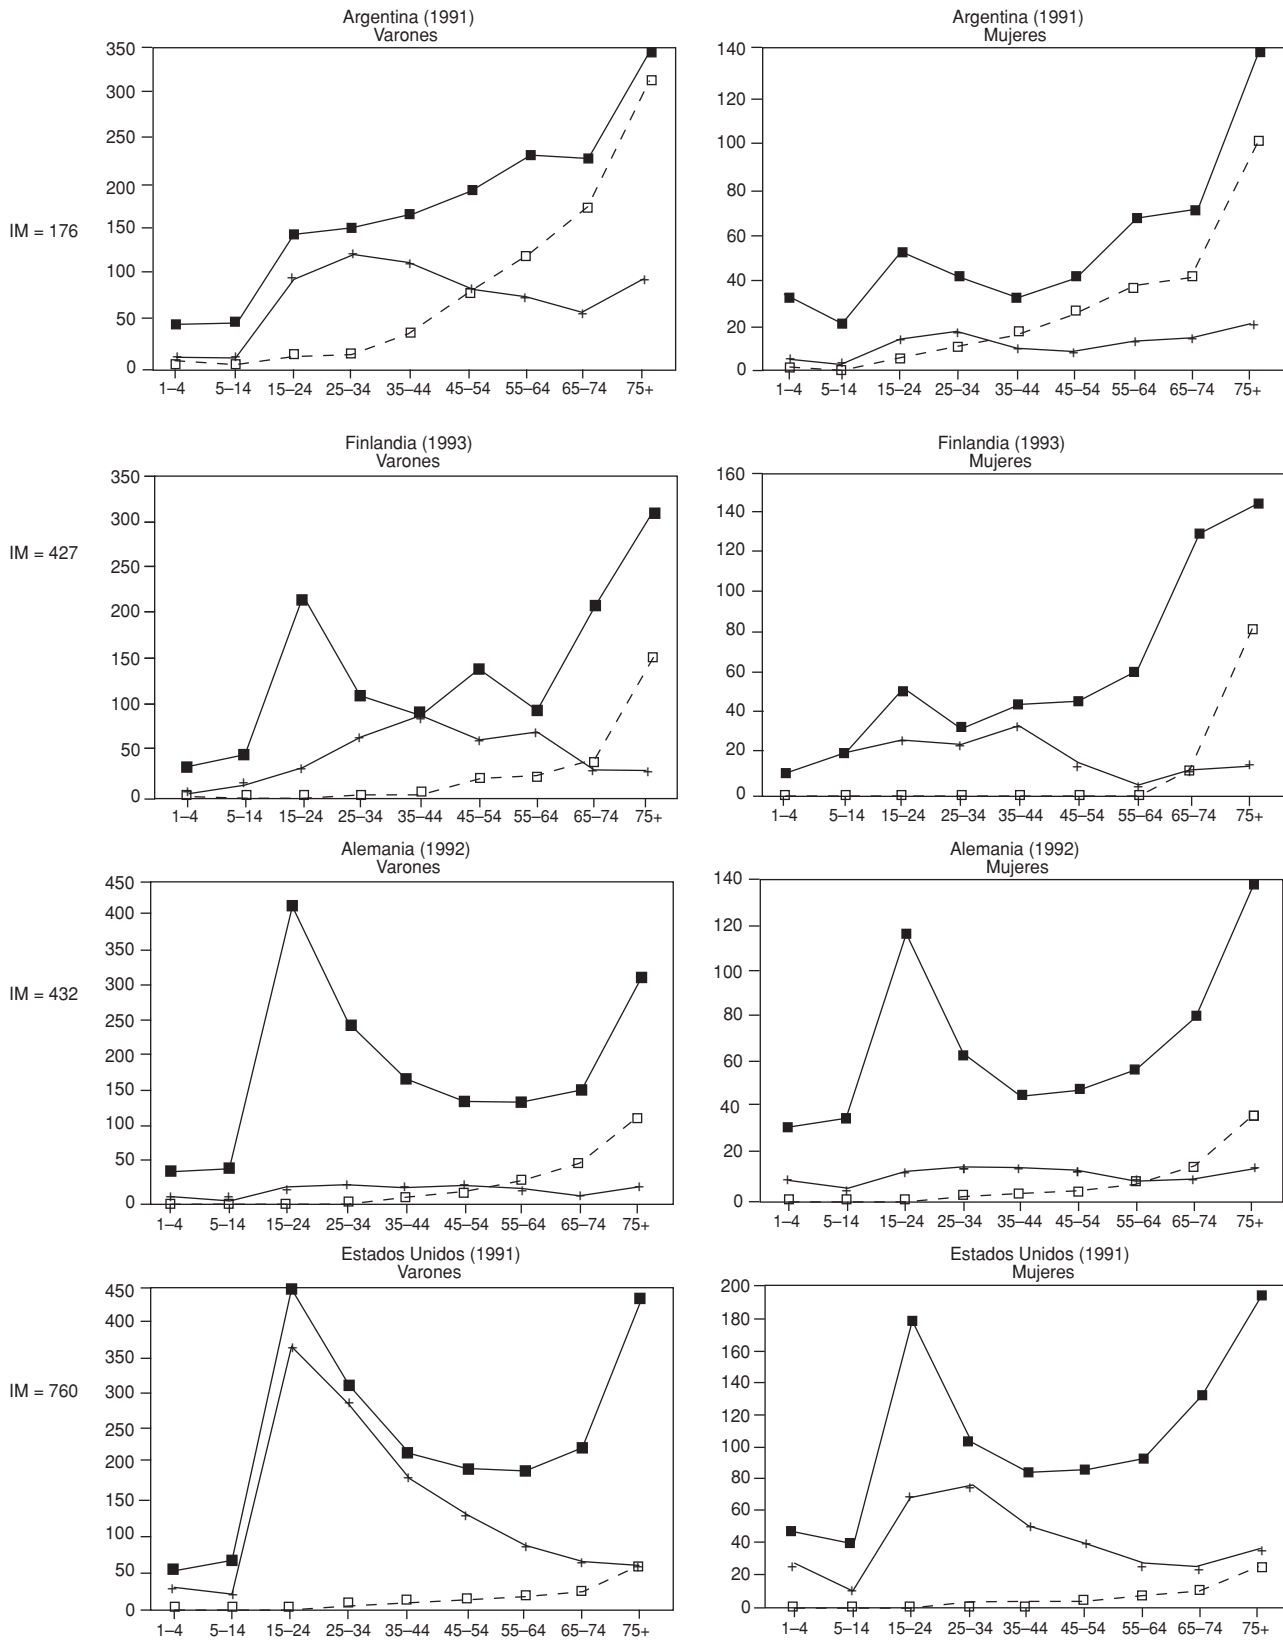 Argentina (1991)
Varones
350
300
250
200
150
100
50
0
1–4 5–14 15–24 25–34 35–44 45–54 55–64 65–74 75+
IM = 176
Argentina (1991)
Mujeres
140
120
100
80
60
40
20
0
1–4 5–14 15–24 25–34 35–44 45–54 55–64 65–74 75+
Finlandia (1993)
Varones
350
300
250
200
150
100
50
0
1–4 5–14 15–24 25–34 35–44 45–54 55–64 65–74 75+
IM = 427
Finlandia (1993)
Mujeres
160
140
120
100
80
60
40
20
0
1–4 5–14 15–24 25–34 35–44 45–54 55–64 65–74 75+
Alemania (1992)
Varones
450
400
350
300
250
200
150
100
50
0
1–4 5–14 15–24 25–34 35–44 45–54 55–64 65–74 75+
IM = 432
Alemania (1992)
Mujeres
140
120
100
80
60
40
20
0
1–4 5–14 15–24 25–34 35–44 45–54 55–64 65–74 75+
Estados Unidos (1991)
Varones
450
400
350
300
250
200
150
100
50
0
1–4 5–14 15–24 25–34 35–44 45–54 55–64 65–74 75+
IM = 760
Estados Unidos (1991)
Mujeres
200
180
160
140
120
100
80
60
40
20
0
1–4 5–14 15–24 25–34 35–44 45–54 55–64 65–74 75+